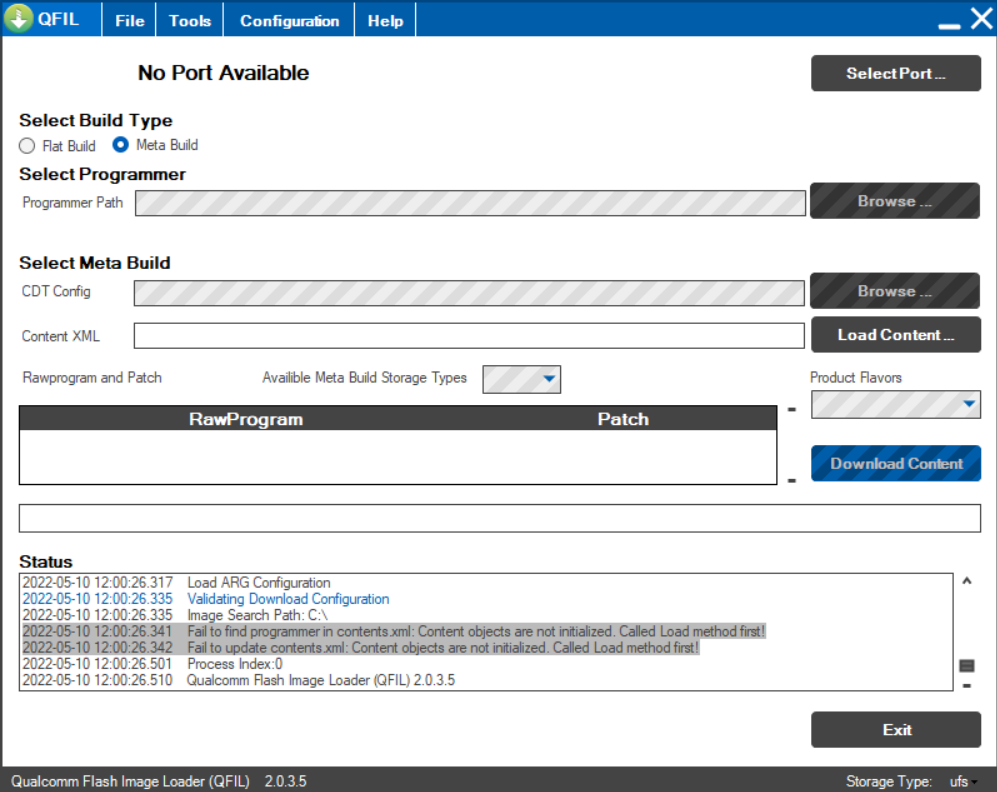 QFIL File Tools Configuration Help
No Port Available
Select Port ...
Select Build Type
Flat Build Meta Build
Select Programmer
Programmer Path
Browse ...
Select Meta Build
CDT Config
Browse ...
Content XML
Load Content ...
Rawprogram and Patch Availible Meta Build Storage Types
Product Flavors
RawProgram Patch
Download Content
Status
2022-05-10 12:00:26.317 Load ARG Configuration
2022-05-10 12:00:26.335 Validating Download Configuration
2022-05-10 12:00:26.335 Image Search Path: C:\
2022-05-10 12:00:26.341 Fail to find programmer in contents.xml: Content objects are not initialized. Called Load method first!
2022-05-10 12:00:26.342 Fail to update contents.xml: Content objects are not initialized. Called Load method first!
2022-05-10 12:00:26.501 Process Index:0
2022-05-10 12:00:26.510 Qualcomm Flash Image Loader (QFIL) 2.0.3.5
Exit
Qualcomm Flash Image Loader (QFIL) 2.0.3.5 Storage Type: ufs